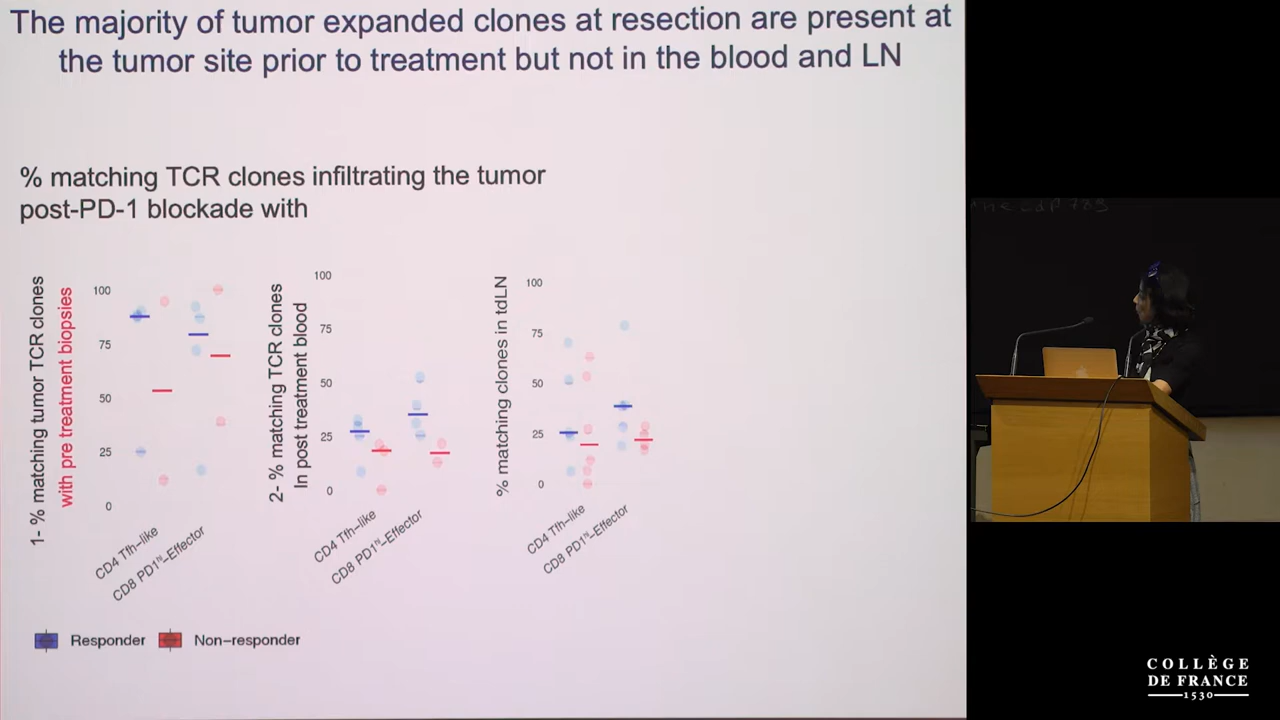 The majority of tumor expanded clones at resection are present at
the tumor site prior to treatment but not in the blood and LN
% matching TCR clones infiltrating the tumor
post-PD-1 blockade with
1- % matching tumor TCR clones
with pre treatment biopsies
100
75
50
25
0
CD4 Tfh-like
CD8 PD1ʰⁱ-Effector
2- % matching TCR clones
In post treatment blood
100
75
50
25
0
CD4 Tfh-like
CD8 PD1ʰⁱ-Effector
% matching clones in tdLN
100
75
50
25
0
CD4 Tfh-like
CD8 PD1ʰⁱ-Effector
Responder
Non-responder
COLLÈGE
DE FRANCE
1530